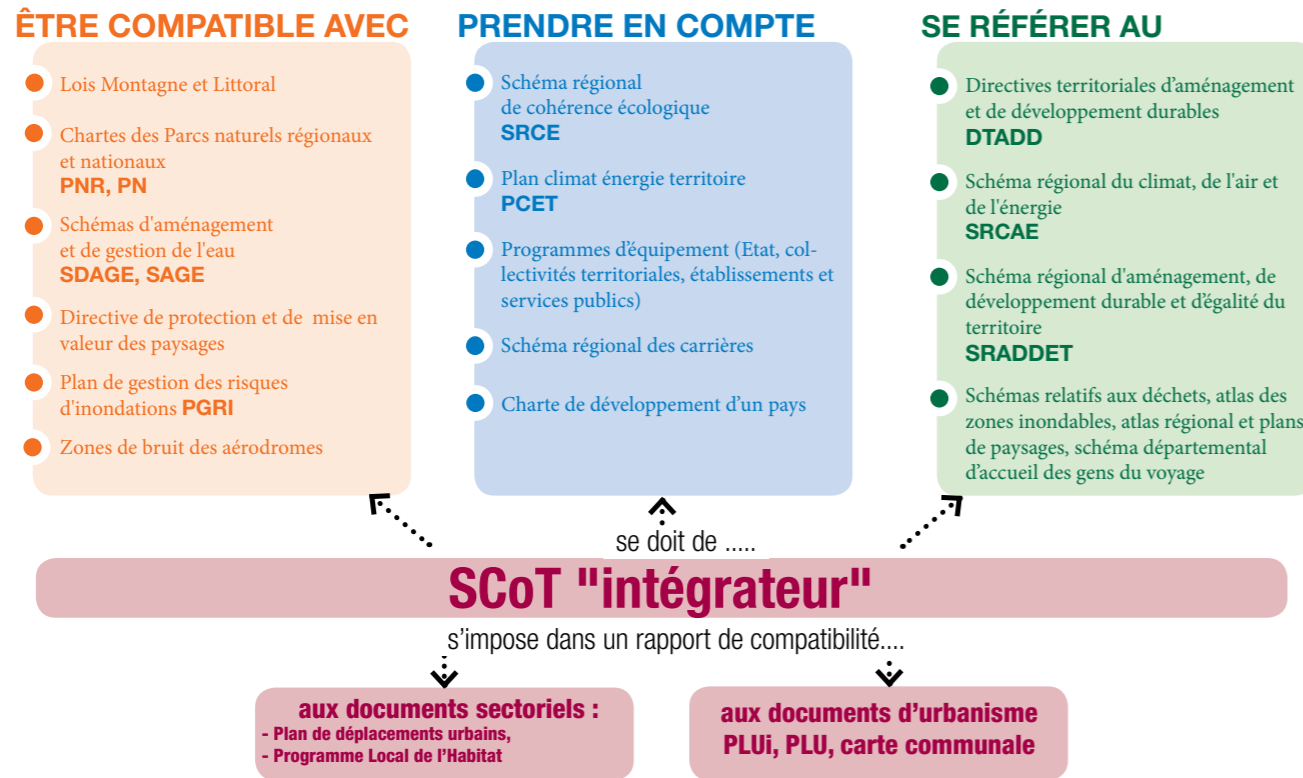 ÊTRE COMPATIBLE AVEC
Lois Montagne et Littoral
Chartes des Parcs naturels régionaux
et nationaux
PNR, PN
Schémas d'aménagement
et de gestion de l'eau
SDAGE, SAGE
Directive de protection et de mise en
valeur des paysages
Plan de gestion des risques
d'inondations PGRI
Zones de bruit des aérodromes
PRENDRE EN COMPTE
Schéma régional
de cohérence écologique
SRCE
Plan climat énergie territoire
PCET
Programmes d'équipement (Etat, col-
lectivités territoriales, établissements et
services publics)
Schéma régional des carrières
Charte de développement d'un pays
SE RÉFÉRER AU
Directives territoriales d'aménagement
et de développement durables
DTADD
Schéma régional du climat, de l'air et
de l'énergie
SRCAE
Schéma régional d'aménagement, de
développement durable et d'égalité du
territoire
SRADDET
Schémas relatifs aux déchets, atlas des
zones inondables, atlas régional et plans
de paysages, schéma départemental
d'accueil des gens du voyage
se doit de .....
SCoT "intégrateur"
s'impose dans un rapport de compatibilité....
aux documents sectoriels :
- Plan de déplacements urbains,
- Programme Local de l'Habitat
aux documents d'urbanisme
PLUi, PLU, carte communale